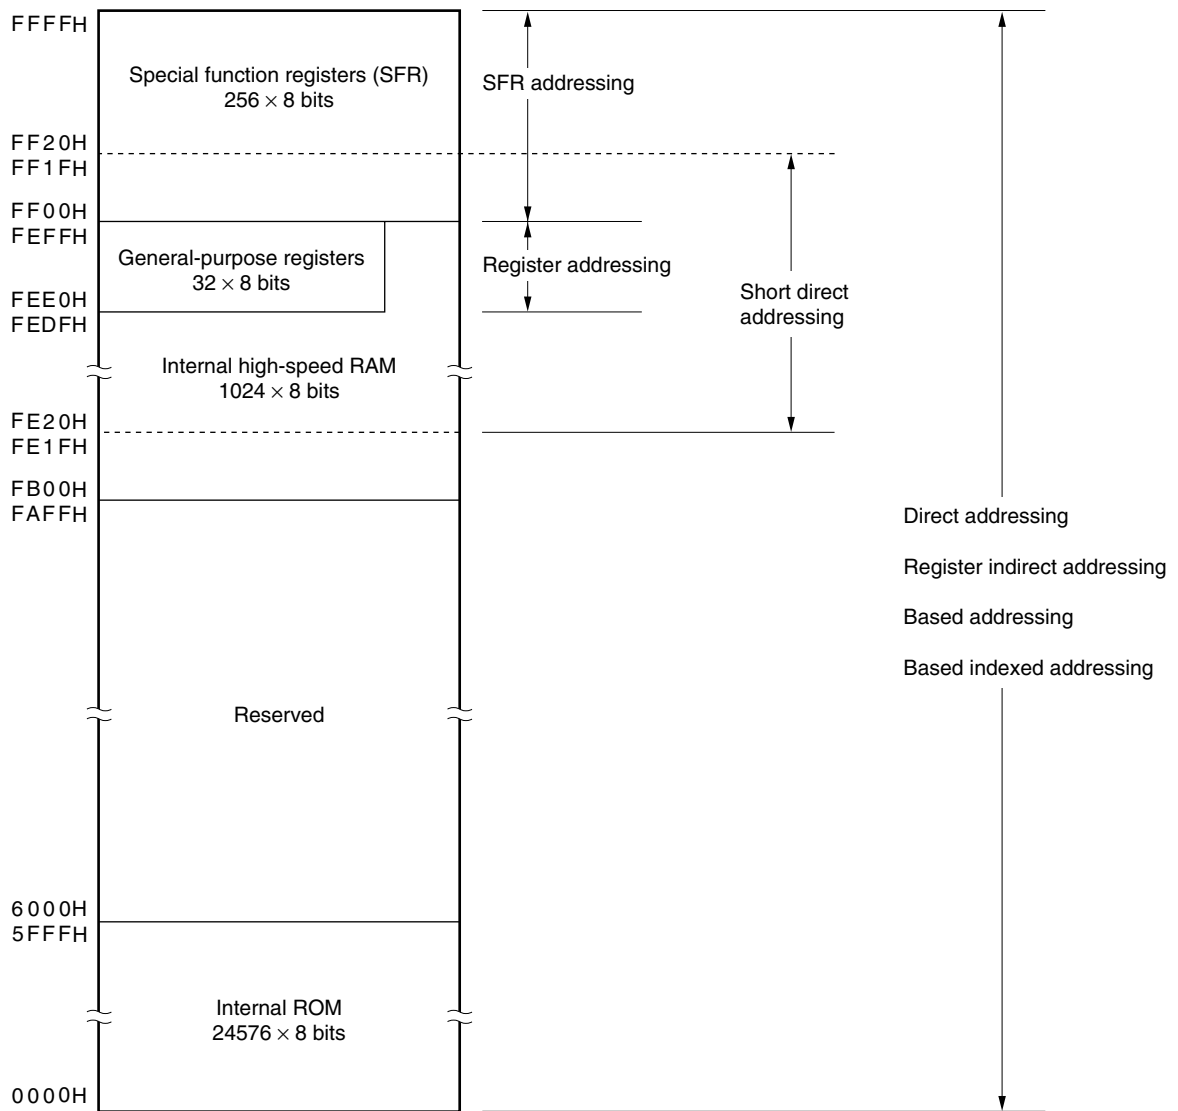 FFFFH
Special function registers (SFR)
256 × 8 bits
SFR addressing
FF20H
FF1FH
FF00H
FEFFH
General-purpose registers
32 × 8 bits
Register addressing
Short direct
addressing
FEE0H
FEDFH
Internal high-speed RAM
1024 × 8 bits
FE20H
FE1FH
FB00H
FAFFH
Direct addressing
Register indirect addressing
Based addressing
Based indexed addressing
Reserved
6000H
5FFFH
Internal ROM
24576 × 8 bits
0000H